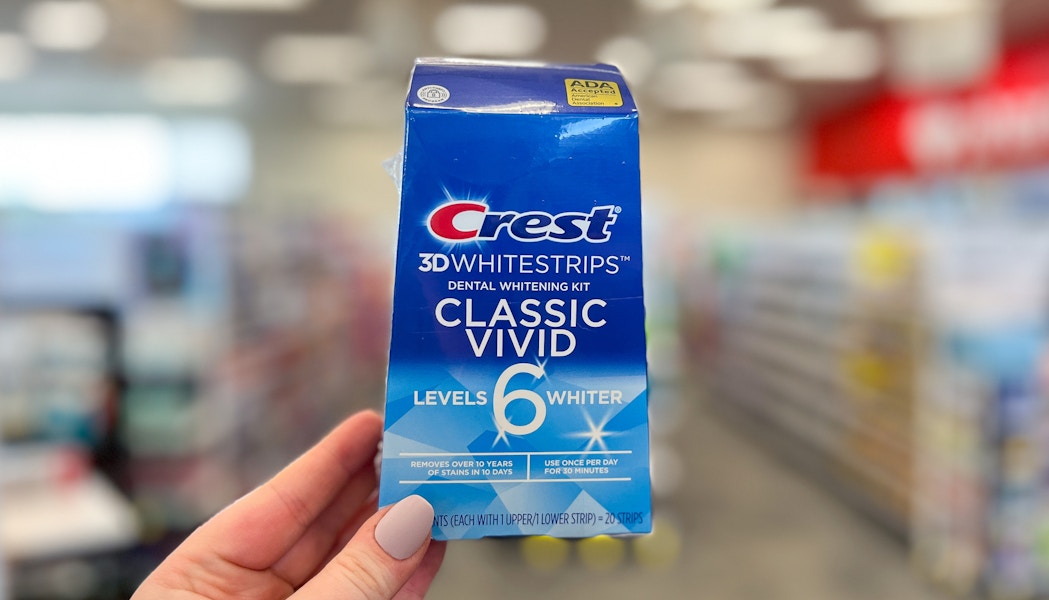 ADA
Accepted
American
Dental
Association
Crest®
3DWHITESTRIPS™
DENTAL WHITENING KIT
CLASSIC
VIVID
LEVELS 6 WHITER
REMOVES OVER 10 YEARS
OF STAINS IN 10 DAYS
USE ONCE PER DAY
FOR 30 MINUTES
NTS (EACH WITH 1 UPPER/1 LOWER STRIP) = 20 STRIPS